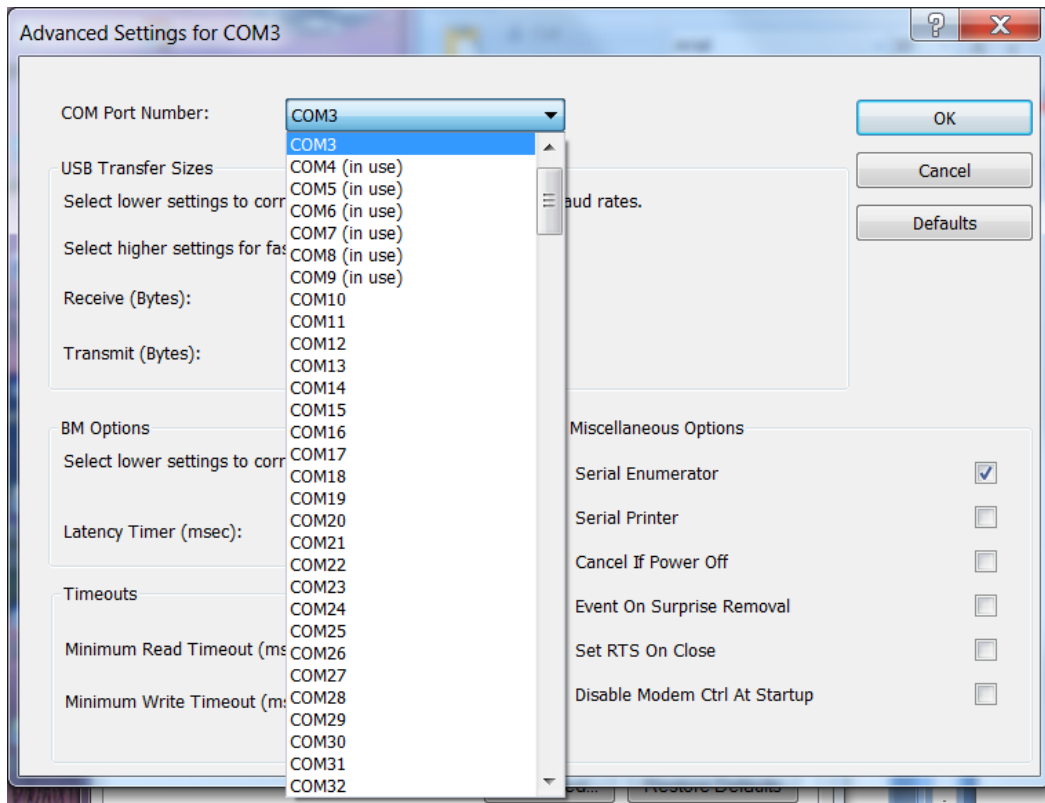 Advanced Settings for COM3
COM Port Number:
COM3
OK
Cancel
Defaults
COM3
COM4 (in use)
COM5 (in use)
COM6 (in use)
COM7 (in use)
COM8 (in use)
COM9 (in use)
COM10
COM11
COM12
COM13
COM14
COM15
COM16
COM17
COM18
COM19
COM20
COM21
COM22
COM23
COM24
COM25
COM26
COM27
COM28
COM29
COM30
COM31
COM32
USB Transfer Sizes
Select lower settings to corr
aud rates.
Select higher settings for fas
Receive (Bytes):
Transmit (Bytes):
BM Options
Select lower settings to corr
Latency Timer (msec):
Timeouts
Minimum Read Timeout (ms
Minimum Write Timeout (ms
Miscellaneous Options
Serial Enumerator
Serial Printer
Cancel If Power Off
Event On Surprise Removal
Set RTS On Close
Disable Modem Ctrl At Startup
Restore Defaults